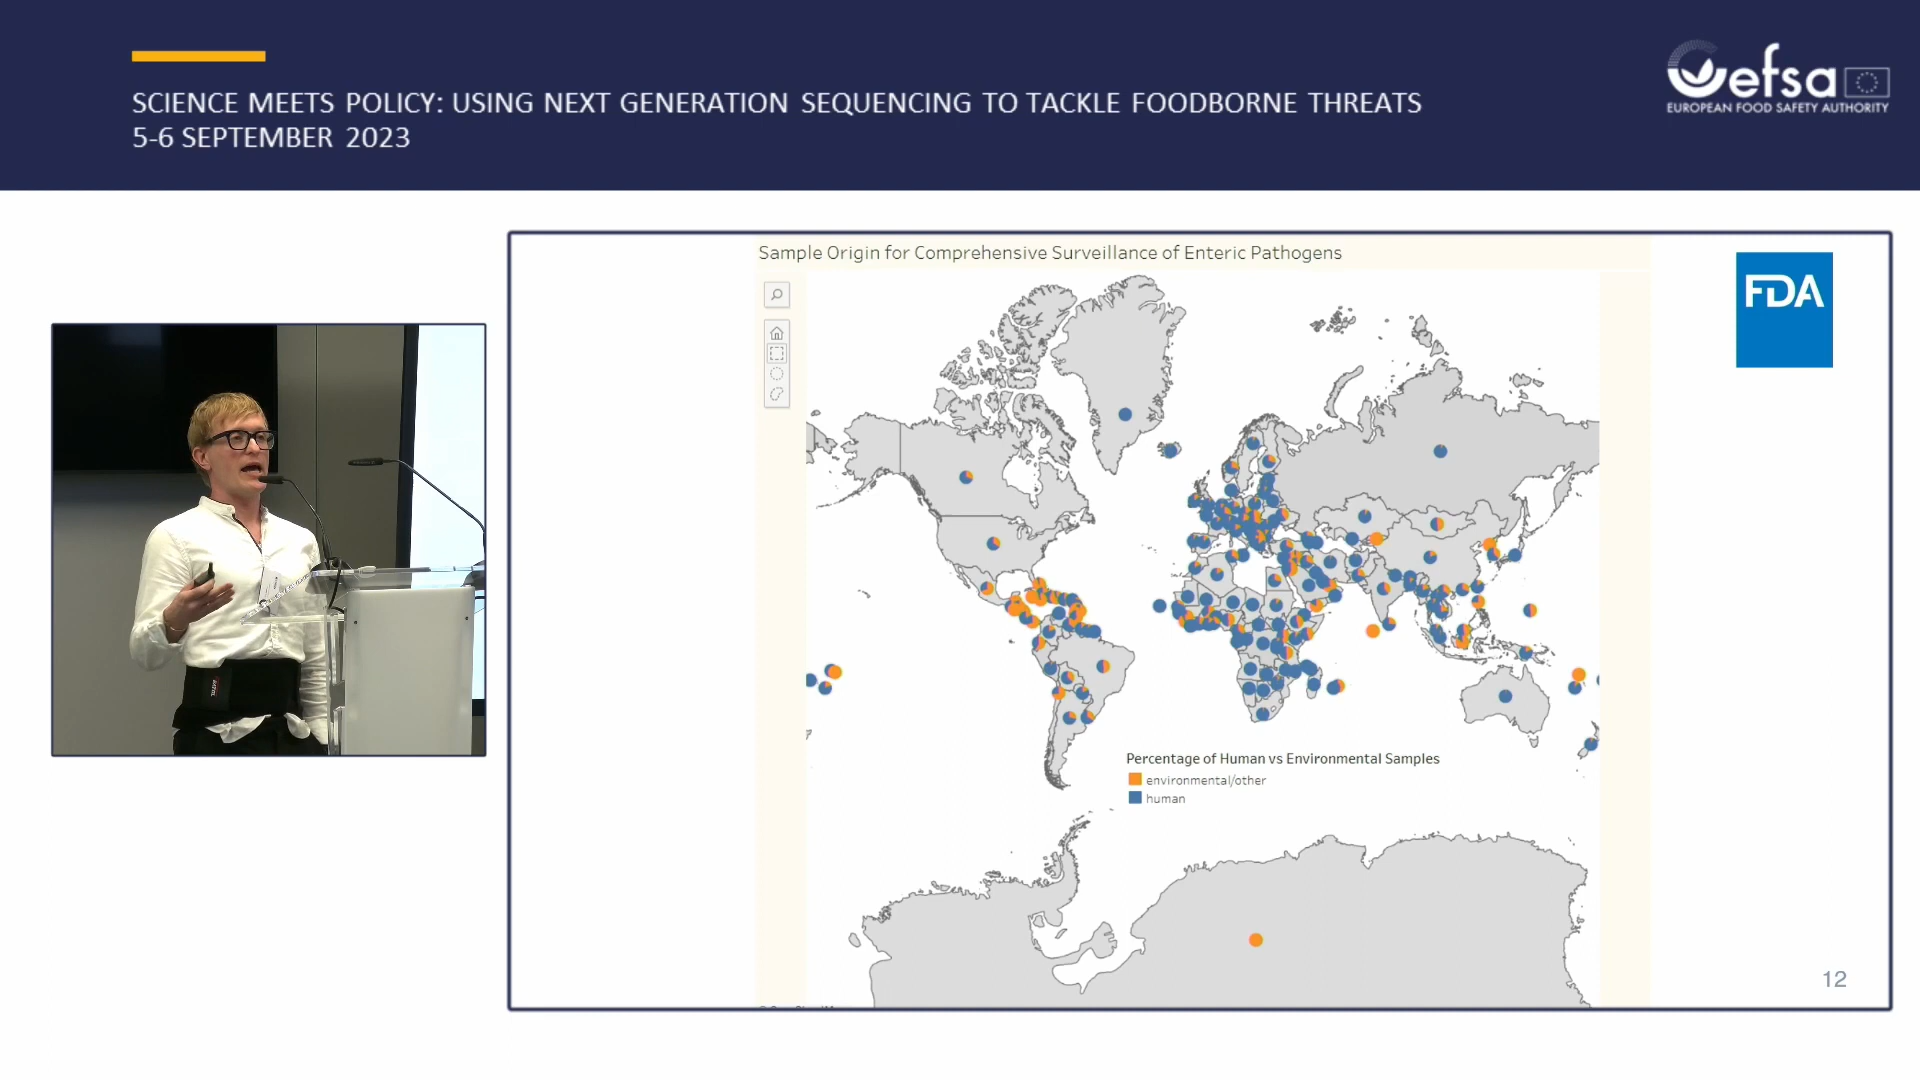 SCIENCE MEETS POLICY: USING NEXT GENERATION SEQUENCING TO TACKLE FOODBORNE THREATS
5-6 SEPTEMBER 2023
efsa
EUROPEAN FOOD SAFETY AUTHORITY
Sample Origin for Comprehensive Surveillance of Enteric Pathogens
FDA
Percentage of Human vs Environmental Samples
environmental/other
human
12